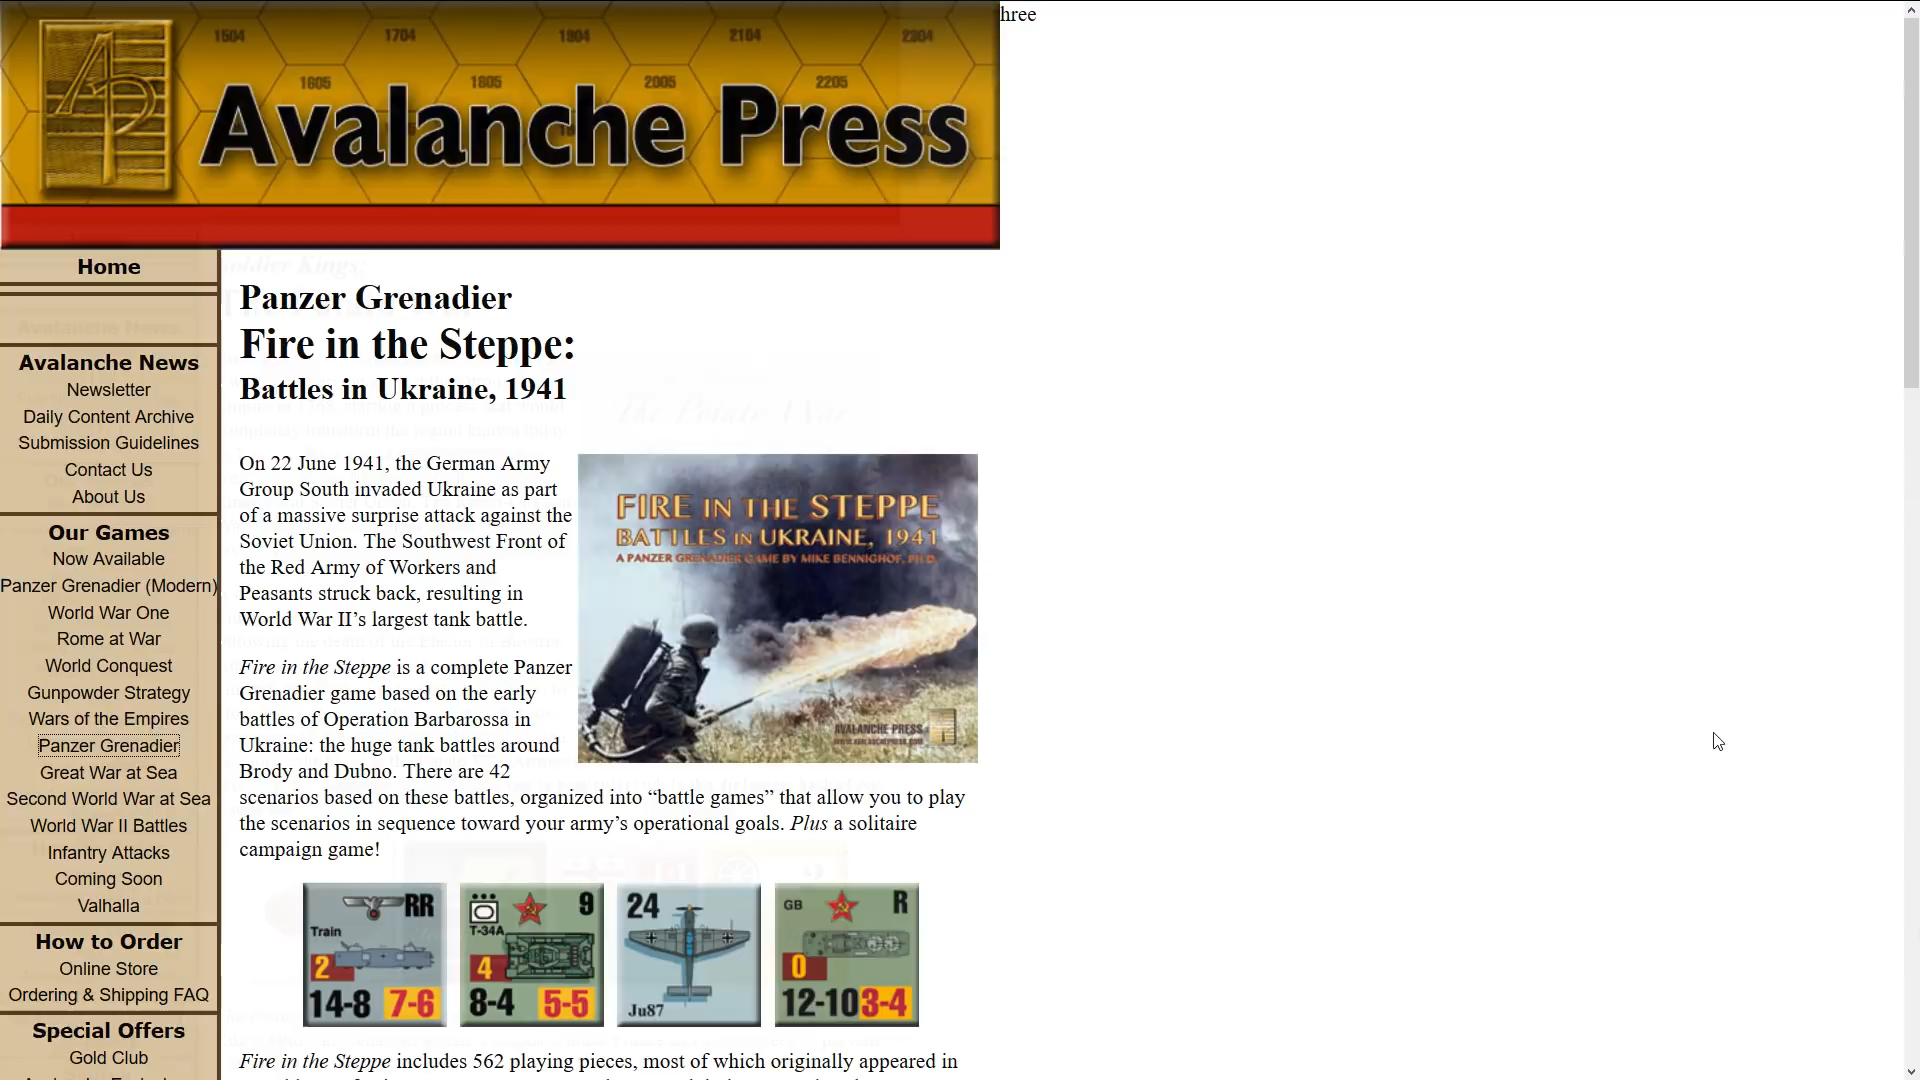 1504 1704 1904 2104 2304
1605 1805 2005 2205
AP
Avalanche Press
hree
Home
Avalanche News
Newsletter
Daily Content Archive
Submission Guidelines
Contact Us
About Us
Our Games
Now Available
Panzer Grenadier (Modern)
World War One
Rome at War
World Conquest
Gunpowder Strategy
Wars of the Empires
Panzer Grenadier
Great War at Sea
Second World War at Sea
World War II Battles
Infantry Attacks
Coming Soon
Valhalla
How to Order
Online Store
Ordering & Shipping FAQ
Special Offers
Gold Club
Panzer Grenadier
Fire in the Steppe:
Battles in Ukraine, 1941
On 22 June 1941, the German Army
Group South invaded Ukraine as part
of a massive surprise attack against the
Soviet Union. The Southwest Front of
the Red Army of Workers and
Peasants struck back, resulting in
World War II’s largest tank battle.
The Potato War
FIRE IN THE STEPPE
BATTLES IN UKRAINE, 1941
A PANZER GRENADIER GAME BY MIKE BENNIGHOF, PH.D.
AVALANCHE PRESS
WWW.AVALANCHEPRESS.COM
Fire in the Steppe is a complete Panzer
Grenadier game based on the early
battles of Operation Barbarossa in
Ukraine: the huge tank battles around
Brody and Dubno. There are 42
scenarios based on these battles, organized into “battle games” that allow you to play
the scenarios in sequence toward your army’s operational goals. Plus a solitaire
campaign game!
RR
Train
2
14-8 7-6
9
T-34A
4
8-4 5-5
24
Ju87
GB R
0
12-10 3-4
Fire in the Steppe includes 562 playing pieces, most of which originally appeared in